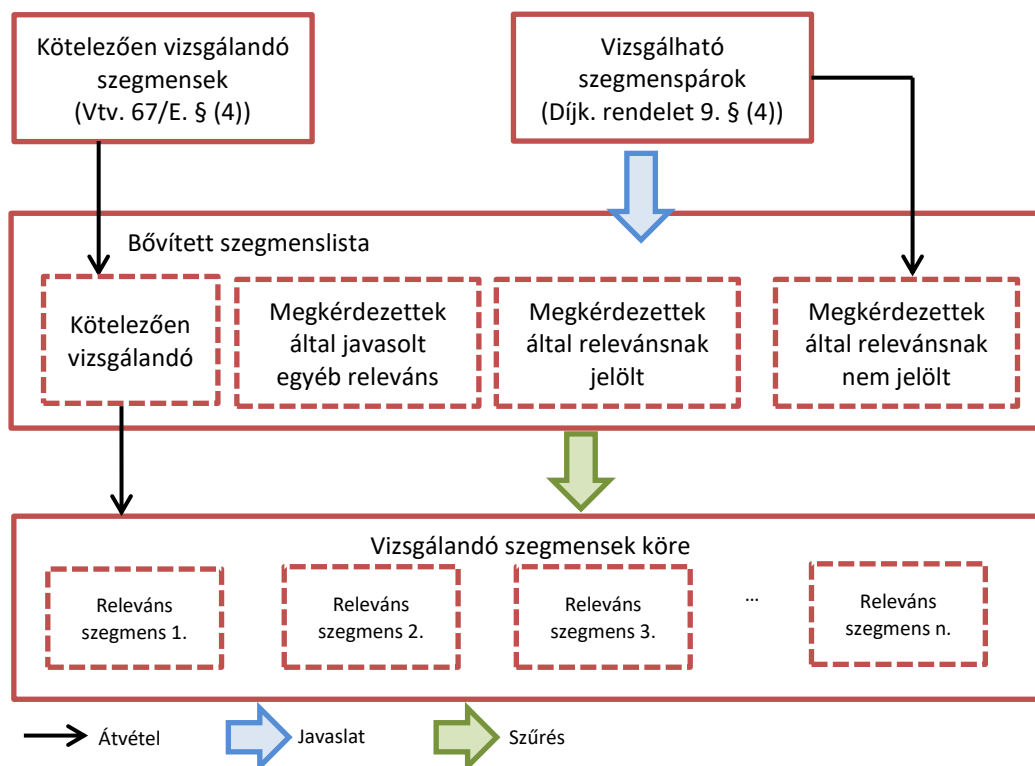 Kötelezően vizsgálandó
szegmensek
(Vtv. 67/E. § (4))
Vizsgálható
szegmenspárok
(Díjk. rendelet 9. § (4))
Bővített szegmenslista
Kötelezően
vizsgálandó
Megkérdezettek
által javasolt
egyéb releváns
Megkérdezettek
által relevánsnak
jelölt
Megkérdezettek
által relevánsnak
nem jelölt
Vizsgálandó szegmensek köre
Releváns
szegmens 1.
Releváns
szegmens 2.
Releváns
szegmens 3.
...
Releváns
szegmens n.
Átvétel
Javaslat
Szűrés